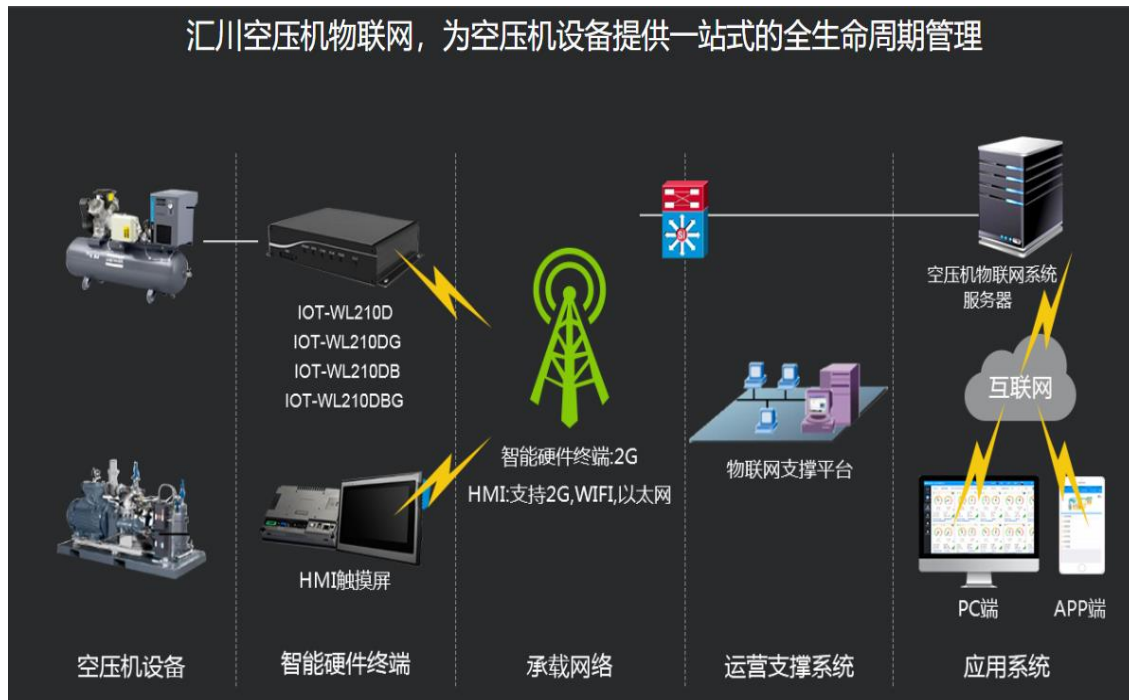 汇川空压机物联网，为空压机设备提供一站式的全生命周期管理
IOT-WL210D
IOT-WL210DG
IOT-WL210DB
IOT-WL210DBG
HMI触摸屏
智能硬件终端:2G
HMI:支持2G,WIFI,以太网
SI
物联网支撑平台
空压机物联网系统
服务器
互联网
PC端
APP端
空压机设备
智能硬件终端
承载网络
运营支撑系统
应用系统